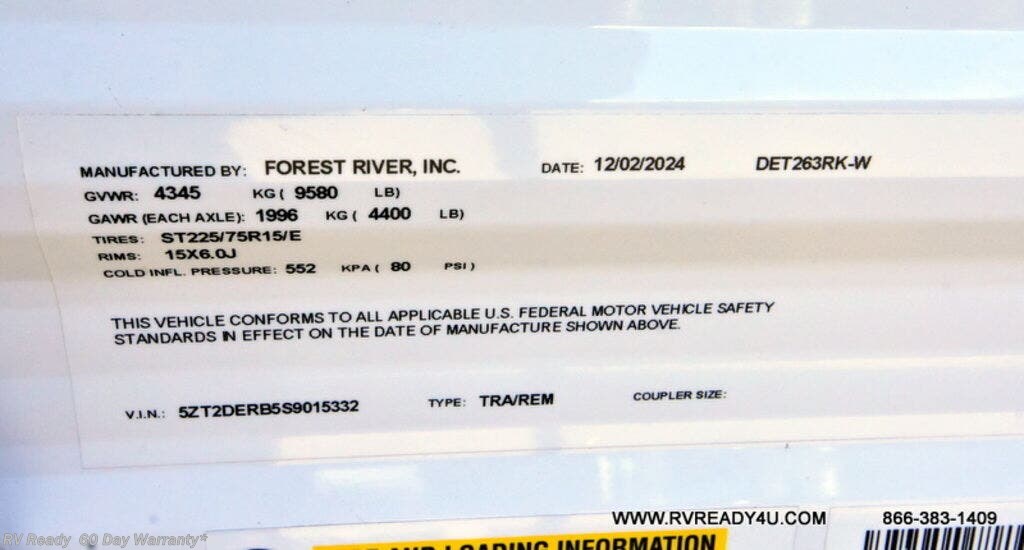 MANUFACTURED BY: FOREST RIVER, INC. DATE: 12/02/2024 DET263RK-W
GVWR: 4345 KG ( 9580 LB)
GAWR (EACH AXLE): 1996 KG ( 4400 LB)
TIRES: ST225/75R15/E
RIMS: 15X6.0J
COLD INFL. PRESSURE: 552 KPA ( 80 PSI )
THIS VEHICLE CONFORMS TO ALL APPLICABLE U.S. FEDERAL MOTOR VEHICLE SAFETY
STANDARDS IN EFFECT ON THE DATE OF MANUFACTURE SHOWN ABOVE.
V.I.N.: 5ZT2DERB5S9015332 TYPE: TRA/REM COUPLER SIZE:
WWW.RVREADY4U.COM 866-383-1409
RV Ready 60 Day Warranty*
AND LOADING INFORMATION